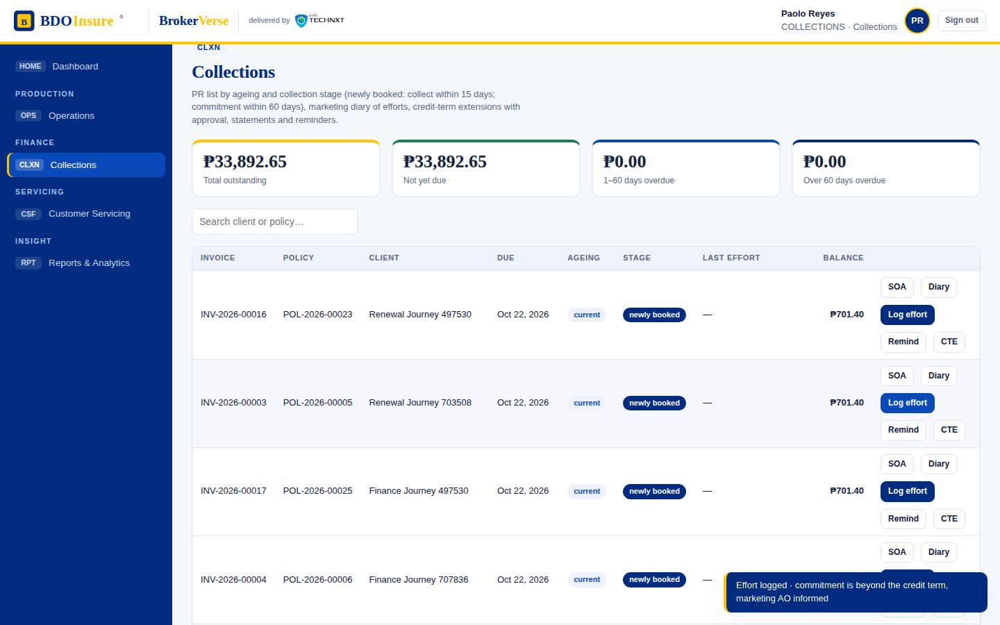 B BDOInsure ®
BrokerVerse
delivered by TECHNXT
Paolo Reyes
COLLECTIONS · Collections
PR
Sign out
HOME Dashboard
PRODUCTION
OPS Operations
FINANCE
CLXN Collections
SERVICING
CSF Customer Servicing
INSIGHT
RPT Reports & Analytics
CLXN
Collections
PR list by ageing and collection stage (newly booked: collect within 15 days;
commitment within 60 days), marketing diary of efforts, credit-term extensions with
approval, statements and reminders.
₱33,892.65
Total outstanding
₱33,892.65
Not yet due
₱0.00
1–60 days overdue
₱0.00
Over 60 days overdue
Search client or policy…
INVOICE POLICY CLIENT DUE AGEING STAGE LAST EFFORT BALANCE
INV-2026-00016 POL-2026-00023 Renewal Journey 497530 Oct 22, 2026 current newly booked — ₱701.40
SOA Diary
Log effort
Remind CTE
INV-2026-00003 POL-2026-00005 Renewal Journey 703508 Oct 22, 2026 current newly booked — ₱701.40
SOA Diary
Log effort
Remind CTE
INV-2026-00017 POL-2026-00025 Finance Journey 497530 Oct 22, 2026 current newly booked — ₱701.40
SOA Diary
Log effort
Remind CTE
INV-2026-00004 POL-2026-00006 Finance Journey 707836 Oct 22, 2026 current newly booked —
SOA Diary
Effort logged · commitment is beyond the credit term,
marketing AO informed